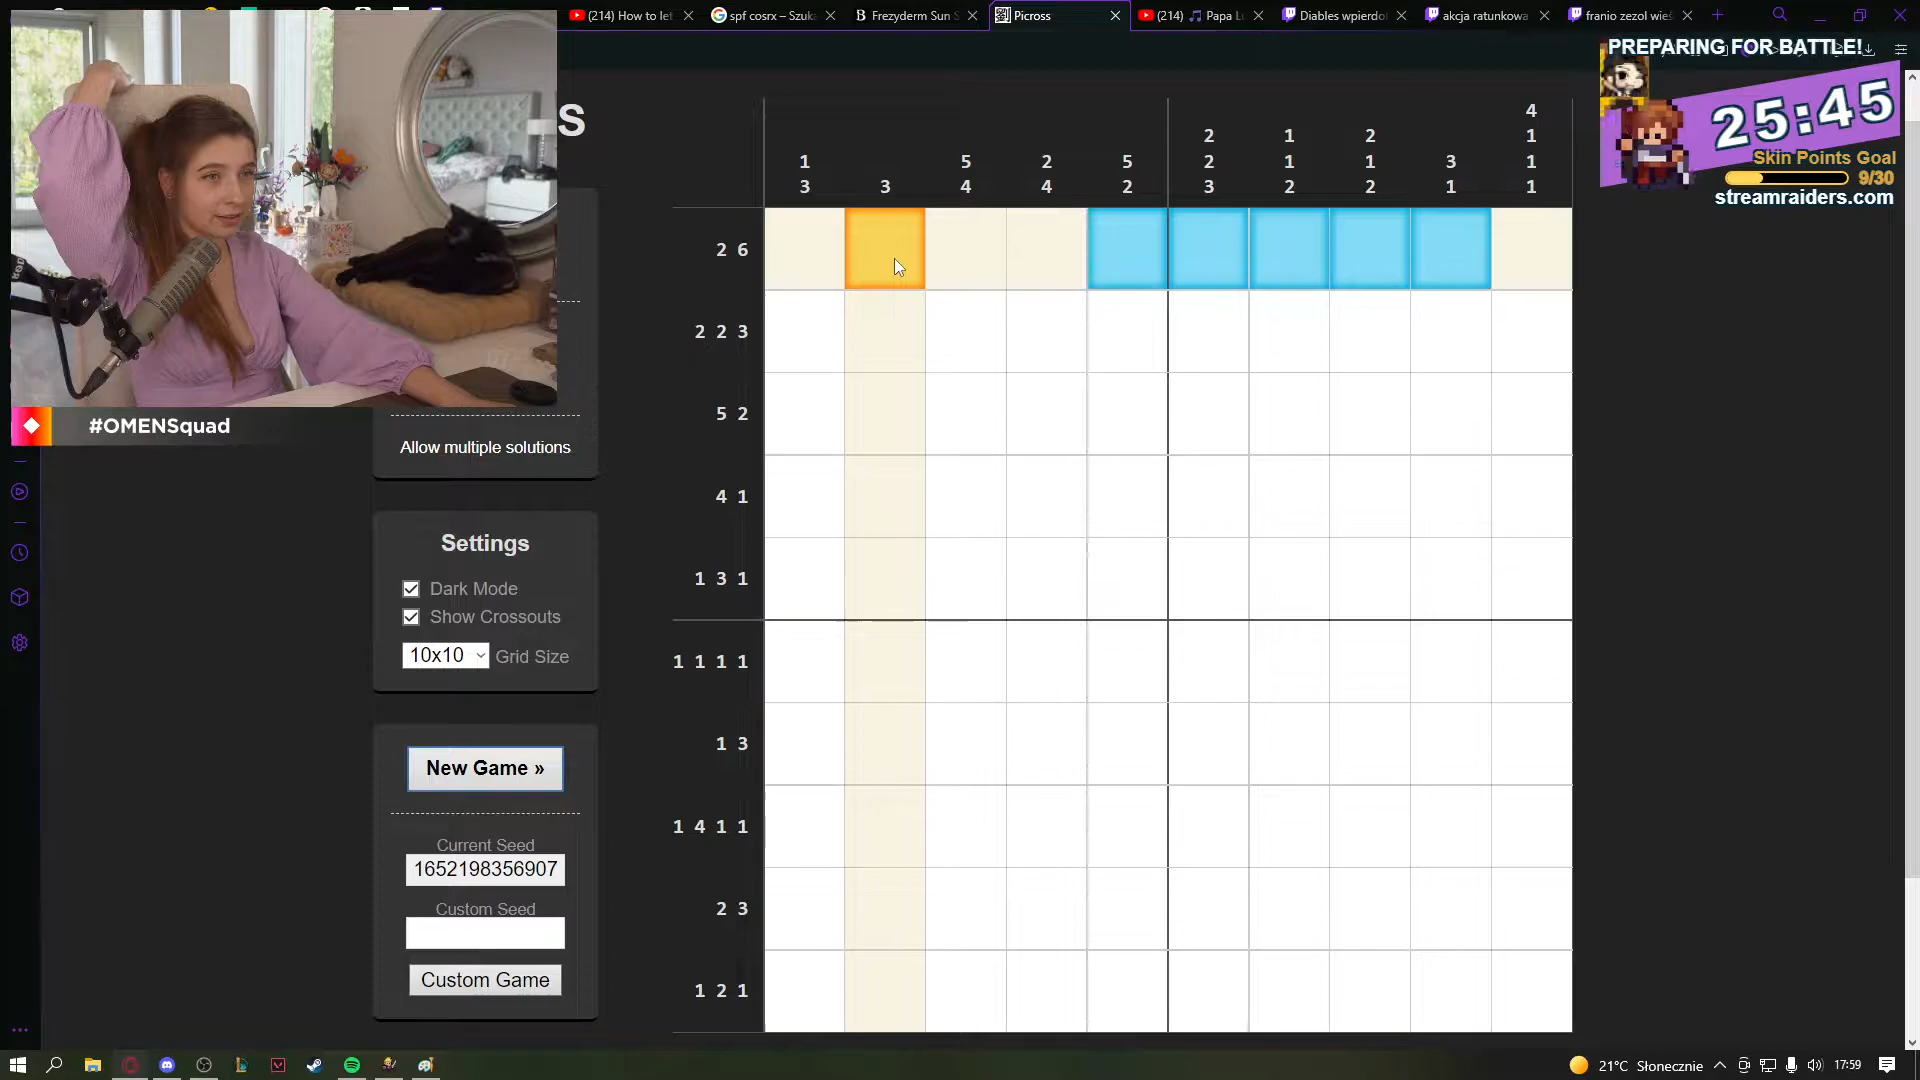 (214) How to let
spf cosrx – Szuka
Frezyderm Sun S
Picross
(214) 🎵 Papa L
Diables wpierdo
akcja ratunkowa
franio zezol wieś
PREPARING FOR BATTLE!
25:45
Skin Points Goal
9/30
streamraiders.com
S
#OMENSquad
Allow multiple solutions
Settings
Dark Mode
Show Crossouts
10x10 Grid Size
New Game »
Current Seed
1652198356907
Custom Seed
Custom Game
4
2 1 2 1
1 5 2 5 2 1 1 3 1
3 3 4 4 2 3 2 2 1 1
2 6
2 2 3
5 2
4 1
1 3 1
1 1 1 1
1 3
1 4 1 1
2 3
1 2 1
21°C Słonecznie
17:59